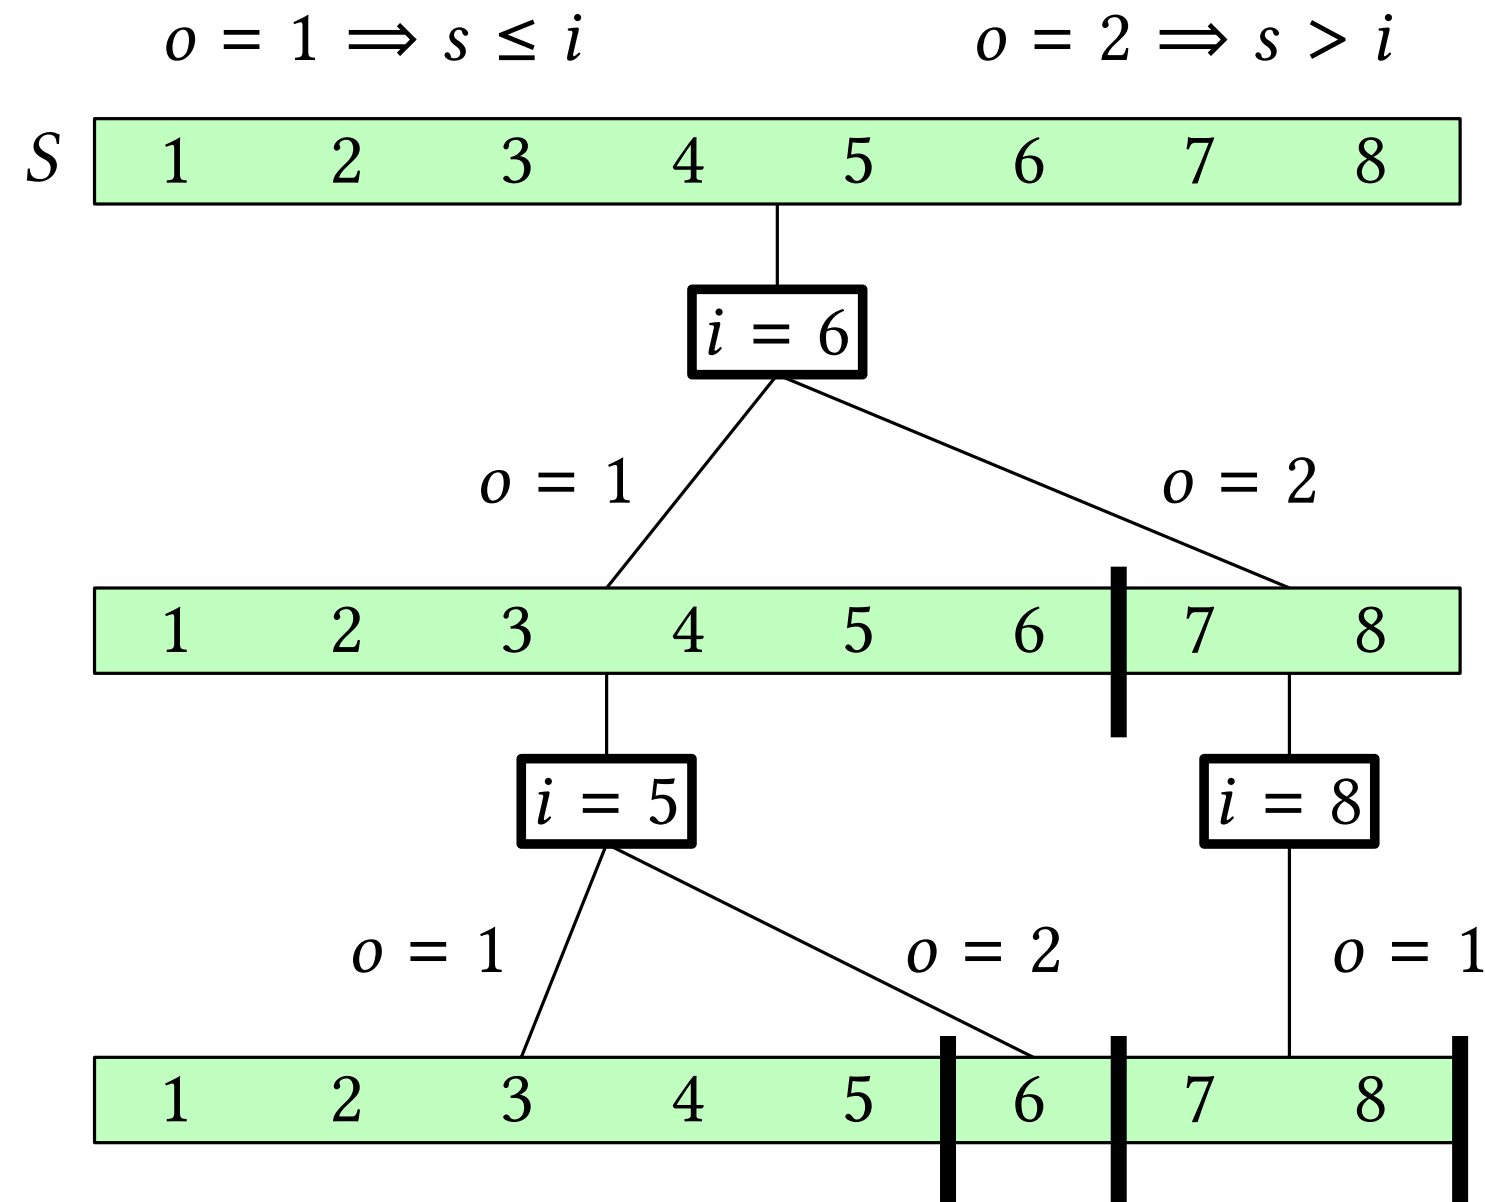 o = 1 ⟹ s ≤ i o = 2 ⟹ s > i
S 1 2 3 4 5 6 7 8
i = 6
o = 1 o = 2
1 2 3 4 5 6 7 8
i = 5 i = 8
o = 1 o = 2 o = 1
1 2 3 4 5 6 7 8